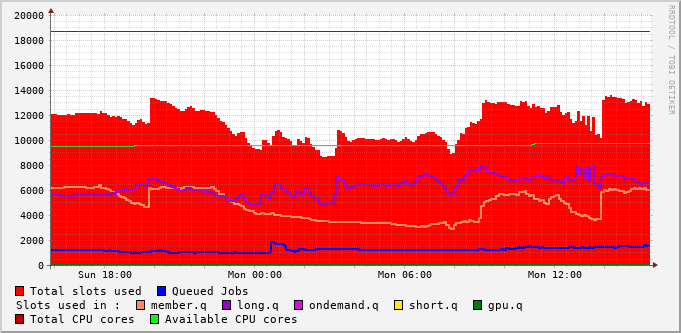 RRDTOOL / TOBI OETIKER
20000
18000
16000
14000
12000
10000
8000
6000
4000
2000
0
Sun 18:00 Mon 00:00 Mon 06:00 Mon 12:00
Total slots used Queued Jobs
Slots used in : member.q long.q ondemand.q short.q gpu.q
Total CPU cores Available CPU cores